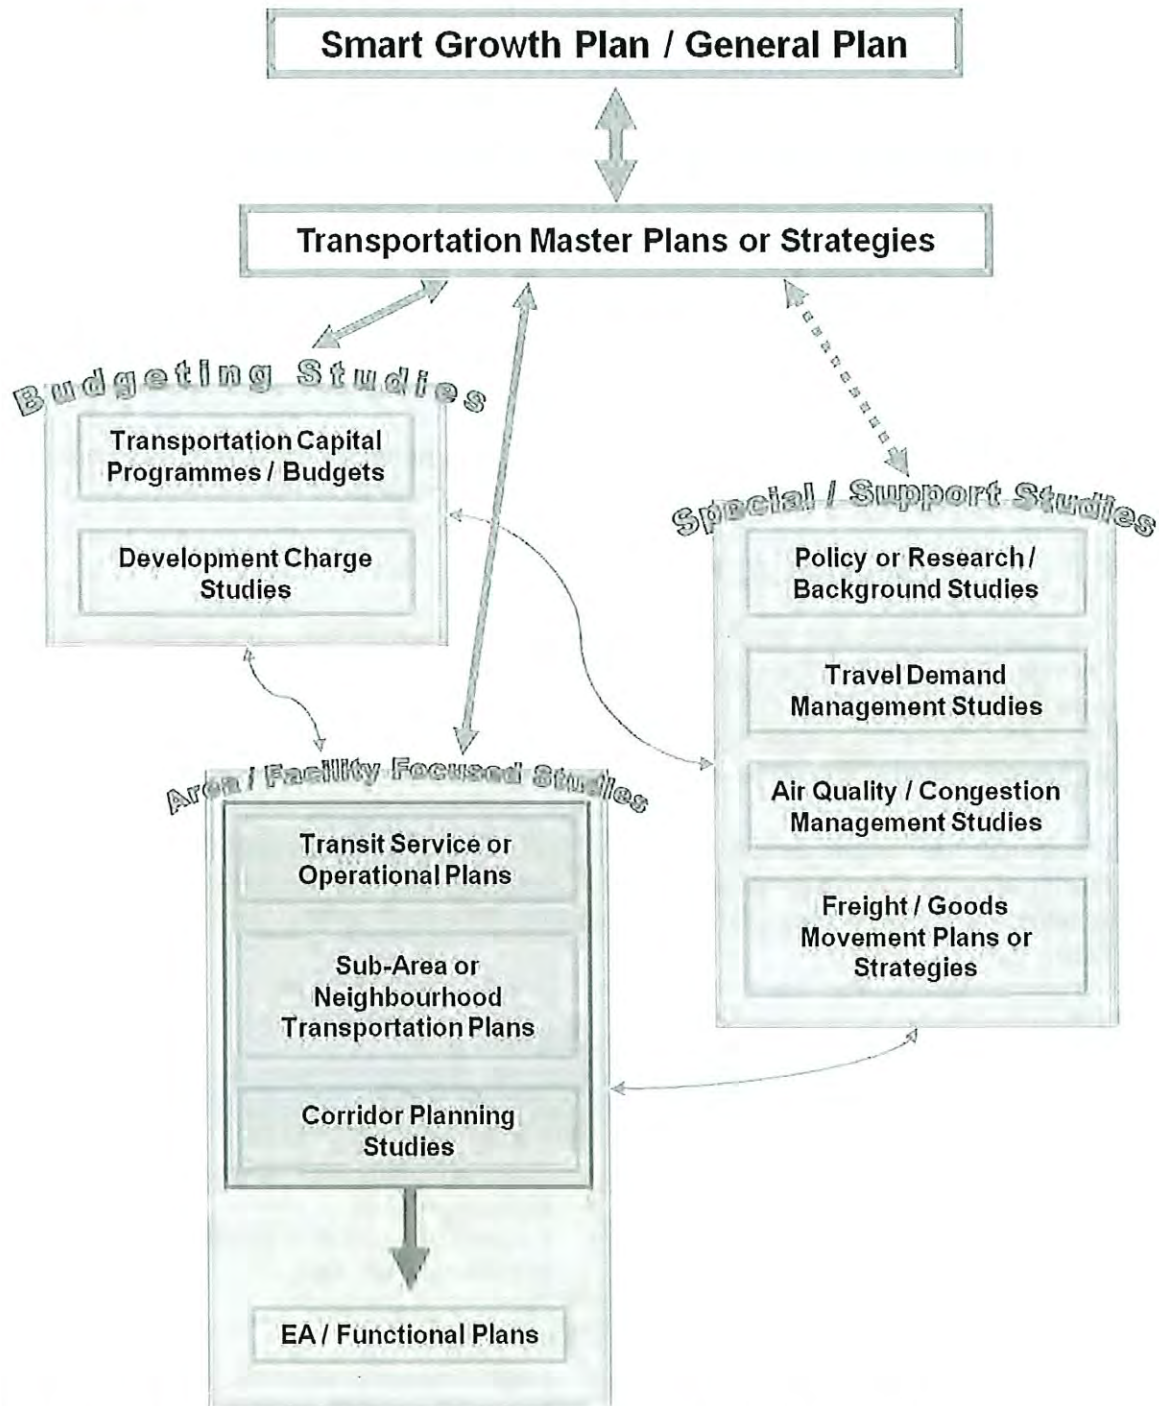 Smart Growth Plan / General Plan
Transportation Master Plans or Strategies
Budgeting Studies
Transportation Capital
Programmes / Budgets
Development Charge
Studies
Special / Support Studies
Policy or Research /
Background Studies
Travel Demand
Management Studies
Air Quality / Congestion
Management Studies
Freight / Goods
Movement Plans or
Strategies
Area / Facility Focused Studies
Transit Service or
Operational Plans
Sub-Area or
Neighbourhood
Transportation Plans
Corridor Planning
Studies
EA / Functional Plans